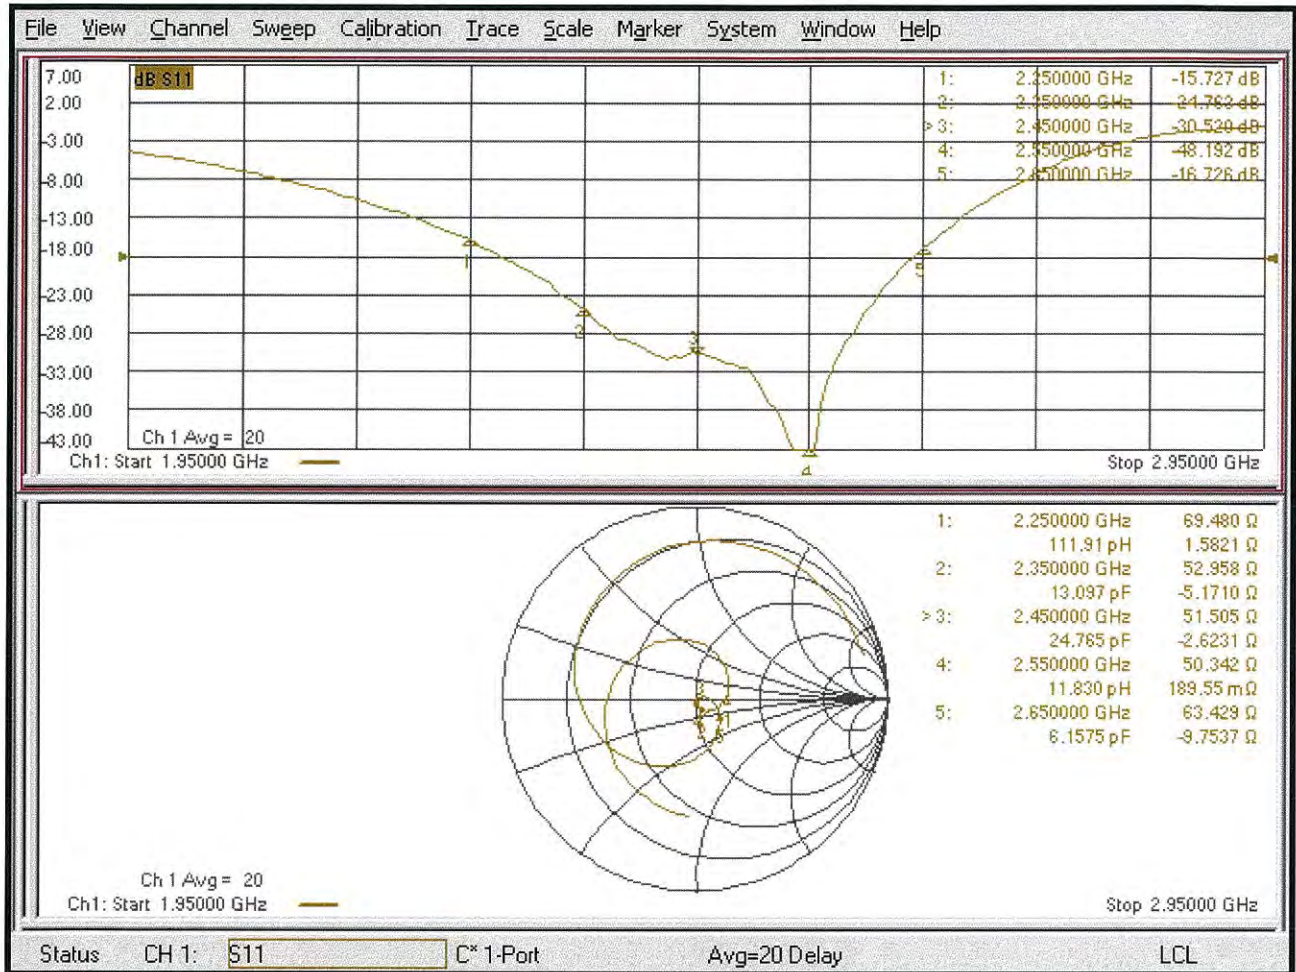 File View Channel Sweep Calibration Trace Scale Marker System Window Help
7.00
2.00
-3.00
-8.00
-13.00
-18.00
-23.00
-28.00
-33.00
-38.00
-43.00
dB S11
1: 2.250000 GHz -15.727 dB
2: 2.350000 GHz -24.763 dB
> 3: 2.450000 GHz -30.520 dB
4: 2.550000 GHz -48.192 dB
5: 2.650000 GHz -16.726 dB
1
2
3
4
5
Ch 1 Avg = 20
Ch1: Start 1.95000 GHz
Stop 2.95000 GHz
1: 2.250000 GHz 69.480 Ω
111.91 pH 1.5821 Ω
2: 2.350000 GHz 52.958 Ω
13.097 pF -5.1710 Ω
> 3: 2.450000 GHz 51.505 Ω
24.765 pF -2.6231 Ω
4: 2.550000 GHz 50.342 Ω
11.830 pH 189.55 mΩ
5: 2.650000 GHz 63.429 Ω
6.1575 pF -9.7537 Ω
Ch 1 Avg = 20
Ch1: Start 1.95000 GHz
Stop 2.95000 GHz
Status CH 1: S11 C* 1-Port Avg=20 Delay LCL